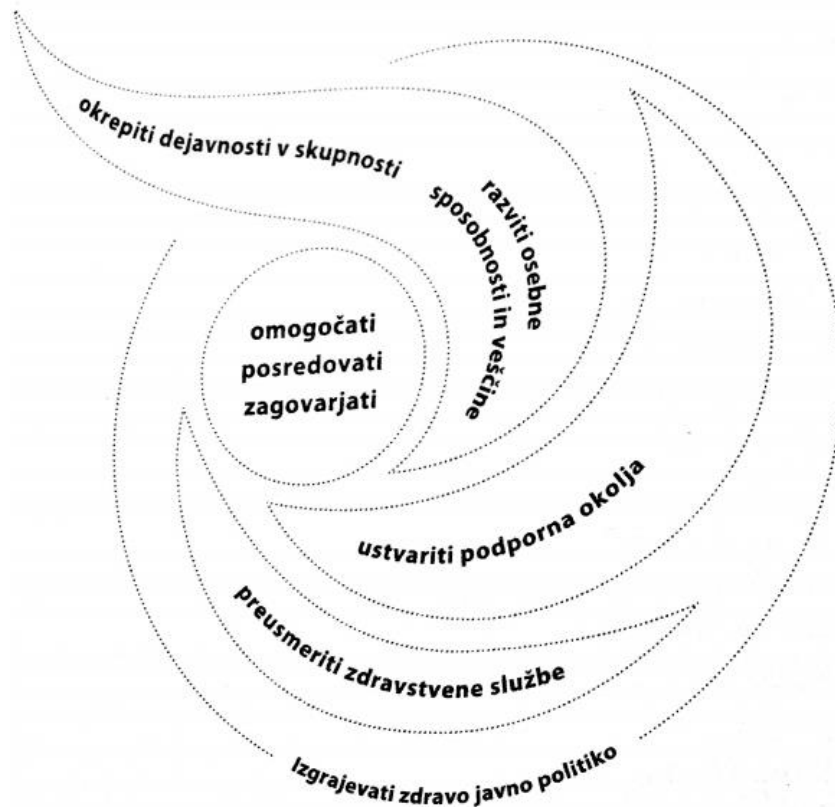 okrepiti dejavnosti v skupnosti
razviti osebne
sposobnosti in veščine
omogočati
posredovati
zagovarjati
ustvariti podporna okolja
preusmeriti zdravstvene službe
Izgrajevati zdravo javno politiko